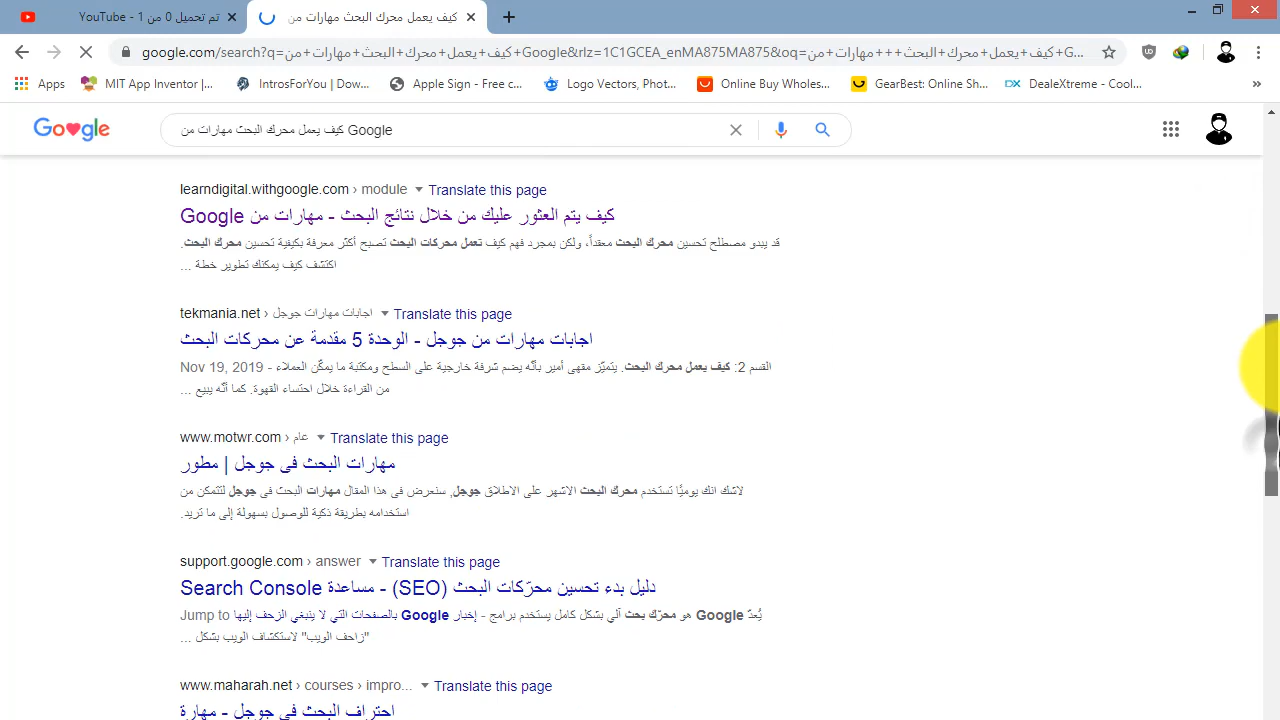 تم تحميل 0 من 1 - YouTube
كيف يعمل محرك البحث مهارات من
google.com/search?q=كيف+يعمل+محرك+البحث+مهارات+من+Google&rlz=1C1GCEA_enMA875MA875&oq=كيف+يعمل+محرك+البحث+++مهارات+من+G...
Apps
MIT App Inventor |...
IntrosForYou | Dow...
Apple Sign - Free c...
Logo Vectors, Phot...
Online Buy Wholes...
GearBest: Online Sh...
DealeXtreme - Cool...
»
Google
كيف يعمل محرك البحث مهارات من Google
learndigital.withgoogle.com › module Translate this page
كيف يتم العثور عليك من خلال نتائج البحث - مهارات من Google
قد يبدو مصطلح تحسين محرك البحث معقداً، ولكن بمجرد فهم كيف تعمل محركات البحث تصبح أكثر معرفة بكيفية تحسين محرك البحث.
اكتشف كيف يمكنك تطوير خطة ...
tekmania.net › اجابات مهارات جوجل Translate this page
اجابات مهارات من جوجل - الوحدة 5 مقدمة عن محركات البحث
Nov 19, 2019 - القسم 2: كيف يعمل محرك البحث. يتميّز مقهى أمير بأنّه يضم شرفة خارجية على السطح ومكتبة ما يمكّن العملاء
من القراءة خلال احتساء القهوة. كما أنّه يبيع ...
www.motwr.com › عام Translate this page
مهارات البحث في جوجل | مطور
لاشك انك يوميًا تستخدم محرك البحث الاشهر على الاطلاق جوجل, سنعرض في هذا المقال مهارات البحث في جوجل لتتمكن من
استخدامه بطريقة ذكية للوصول بسهولة إلى ما تريد.
support.google.com › answer Translate this page
دليل بدء تحسين محرّكات البحث (SEO) - مساعدة Search Console
Jump to إخبار Google بالصفحات التي لا ينبغي الزحف إليها - يُعدّ Google هو محرّك بحث آلي بشكل كامل يستخدم برامج
"زاحف الويب" لاستكشاف الويب بشكل ...
www.maharah.net › courses › impro... Translate this page
احتراف البحث في جوجل - مهارة